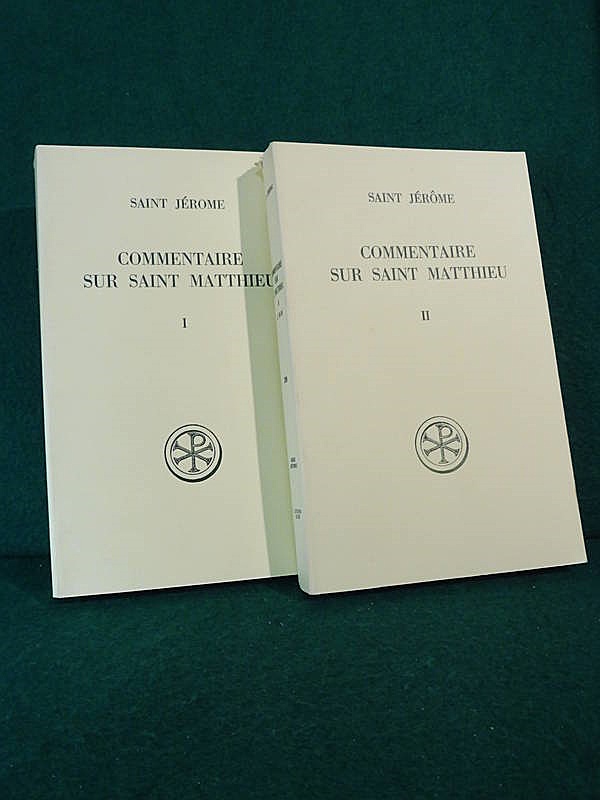 SAINT JÉROME
COMMENTAIRE
SUR SAINT MATTHIEU
I
SAINT JÉRÔME
COMMENTAIRE
SUR SAINT MATTHIEU
II